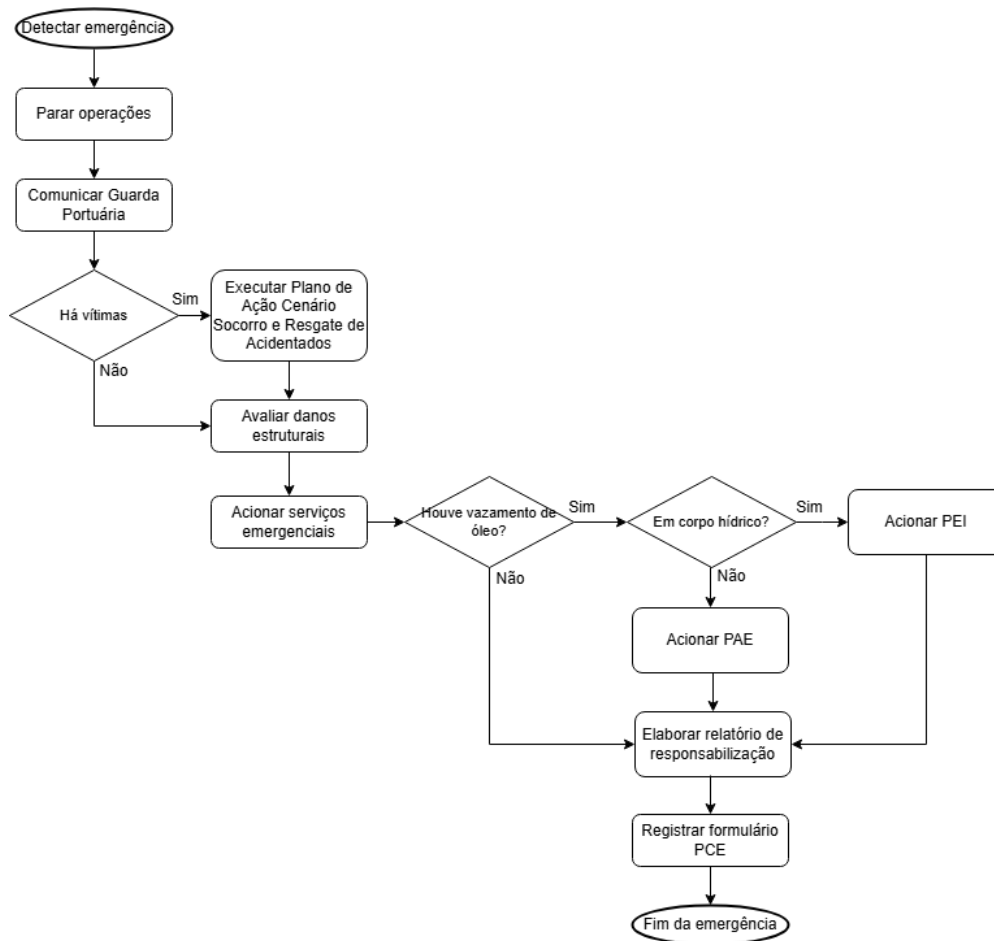 Detectar emergência
Parar operações
Comunicar Guarda
Portuária
Há vítimas
Sim
Não
Executar Plano de
Ação Cenário
Socorro e Resgate de
Acidentados
Avaliar danos
estruturais
Acionar serviços
emergenciais
Houve vazamento de
óleo?
Sim
Não
Em corpo hídrico?
Sim
Não
Acionar PEI
Acionar PAE
Elaborar relatório de
responsabilização
Registrar formulário
PCE
Fim da emergência